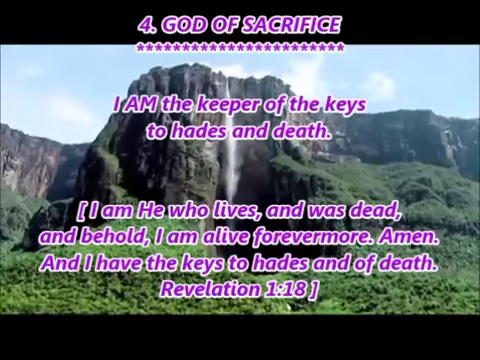 4. GOD OF SACRIFICE
***********************
I AM the keeper of the keys
to hades and death.
[ I am He who lives, and was dead,
and behold, I am alive forevermore. Amen.
And I have the keys to hades and of death.
Revelation 1:18 ]